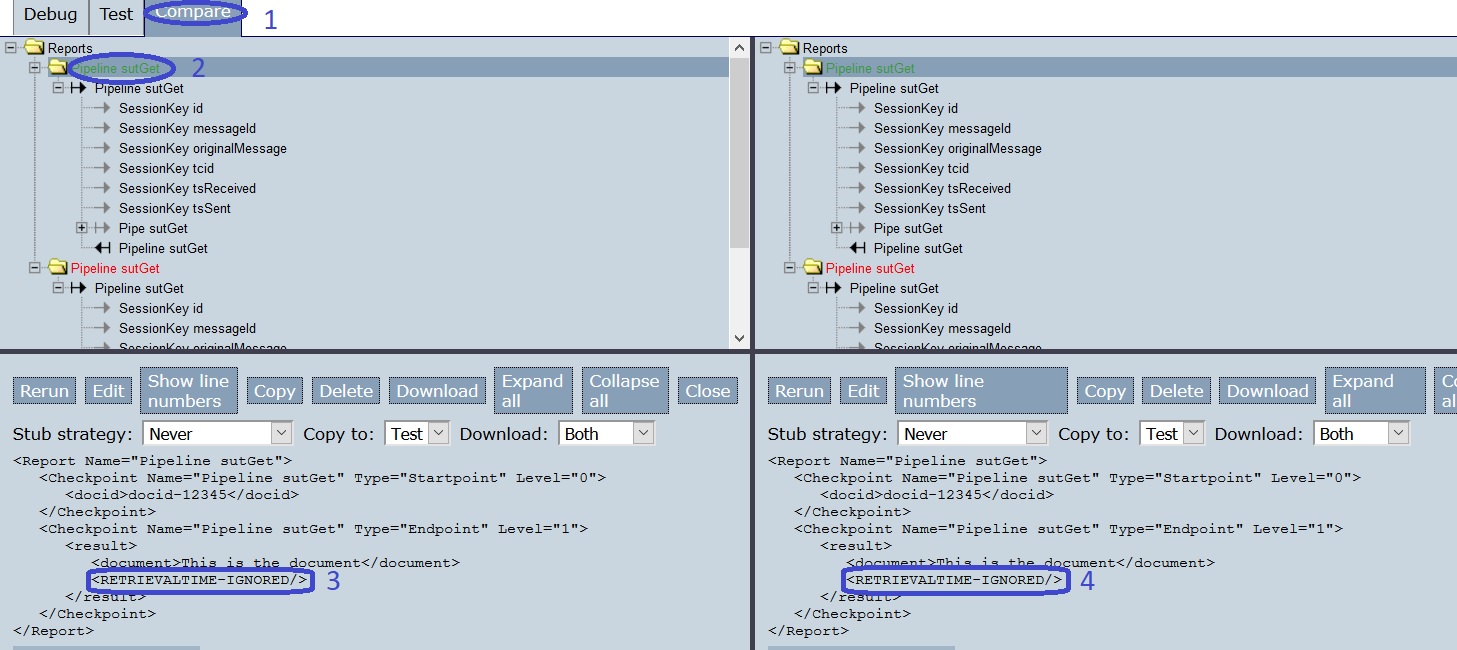 Debug Test Compare 1
Reports
Pipeline sutGet 2
Pipeline sutGet
SessionKey id
SessionKey messageId
SessionKey originalMessage
SessionKey tcid
SessionKey tsReceived
SessionKey tsSent
Pipe sutGet
Pipeline sutGet
Pipeline sutGet
Pipeline sutGet
SessionKey id
SessionKey messageId
SessionKey originalMessage
Reports
Pipeline sutGet
Pipeline sutGet
SessionKey id
SessionKey messageId
SessionKey originalMessage
SessionKey tcid
SessionKey tsReceived
SessionKey tsSent
Pipe sutGet
Pipeline sutGet
Pipeline sutGet
Pipeline sutGet
SessionKey id
SessionKey messageId
SessionKey originalMessage
Rerun Edit Show line numbers Copy Delete Download Expand all Collapse all Close
Stub strategy: Never Copy to: Test Download: Both
<Report Name="Pipeline sutGet">
<Checkpoint Name="Pipeline sutGet" Type="Startpoint" Level="0">
<docid>docid-12345</docid>
</Checkpoint>
<Checkpoint Name="Pipeline sutGet" Type="Endpoint" Level="1">
<result>
<document>This is the document</document>
<RETRIEVALTIME-IGNORED/> 3
</result>
</Checkpoint>
</Report>
Rerun Edit Show line numbers Copy Delete Download Expand all
Stub strategy: Never Copy to: Test Download: Both
<Report Name="Pipeline sutGet">
<Checkpoint Name="Pipeline sutGet" Type="Startpoint" Level="0">
<docid>docid-12345</docid>
</Checkpoint>
<Checkpoint Name="Pipeline sutGet" Type="Endpoint" Level="1">
<result>
<document>This is the document</document>
<RETRIEVALTIME-IGNORED/> 4
</result>
</Checkpoint>
</Report>